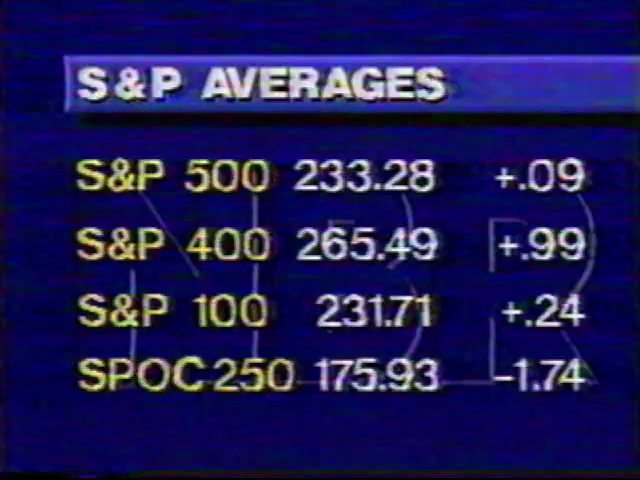 S&P AVERAGES
S&P 500 233.28 +.09
S&P 400 265.49 +.99
S&P 100 231.71 +.24
SPOC 250 175.93 -1.74